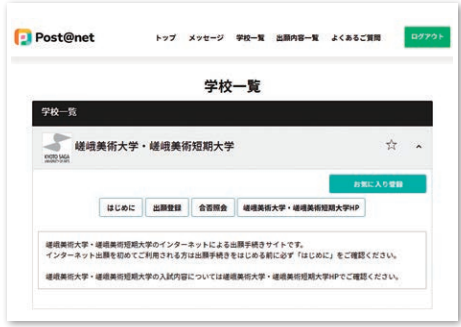 Post@net
トップ メッセージ 学校一覧 出願内容一覧 よくあるご質問 ログアウト
学校一覧
学校一覧
嵯峨美術大学・嵯峨美術短期大学
KYOTO SAGA
お気に入り登録
はじめに 出願登録 合否照会 嵯峨美術大学・嵯峨美術短期大学HP
嵯峨美術大学・嵯峨美術短期大学のインターネットによる出願手続きサイトです。
インターネット出願を初めてご利用される方は出願手続きをはじめる前に必ず「はじめに」をご確認ください。
嵯峨美術大学・嵯峨美術短期大学の入試内容については嵯峨美術大学・嵯峨美術短期大学HPでご確認ください。